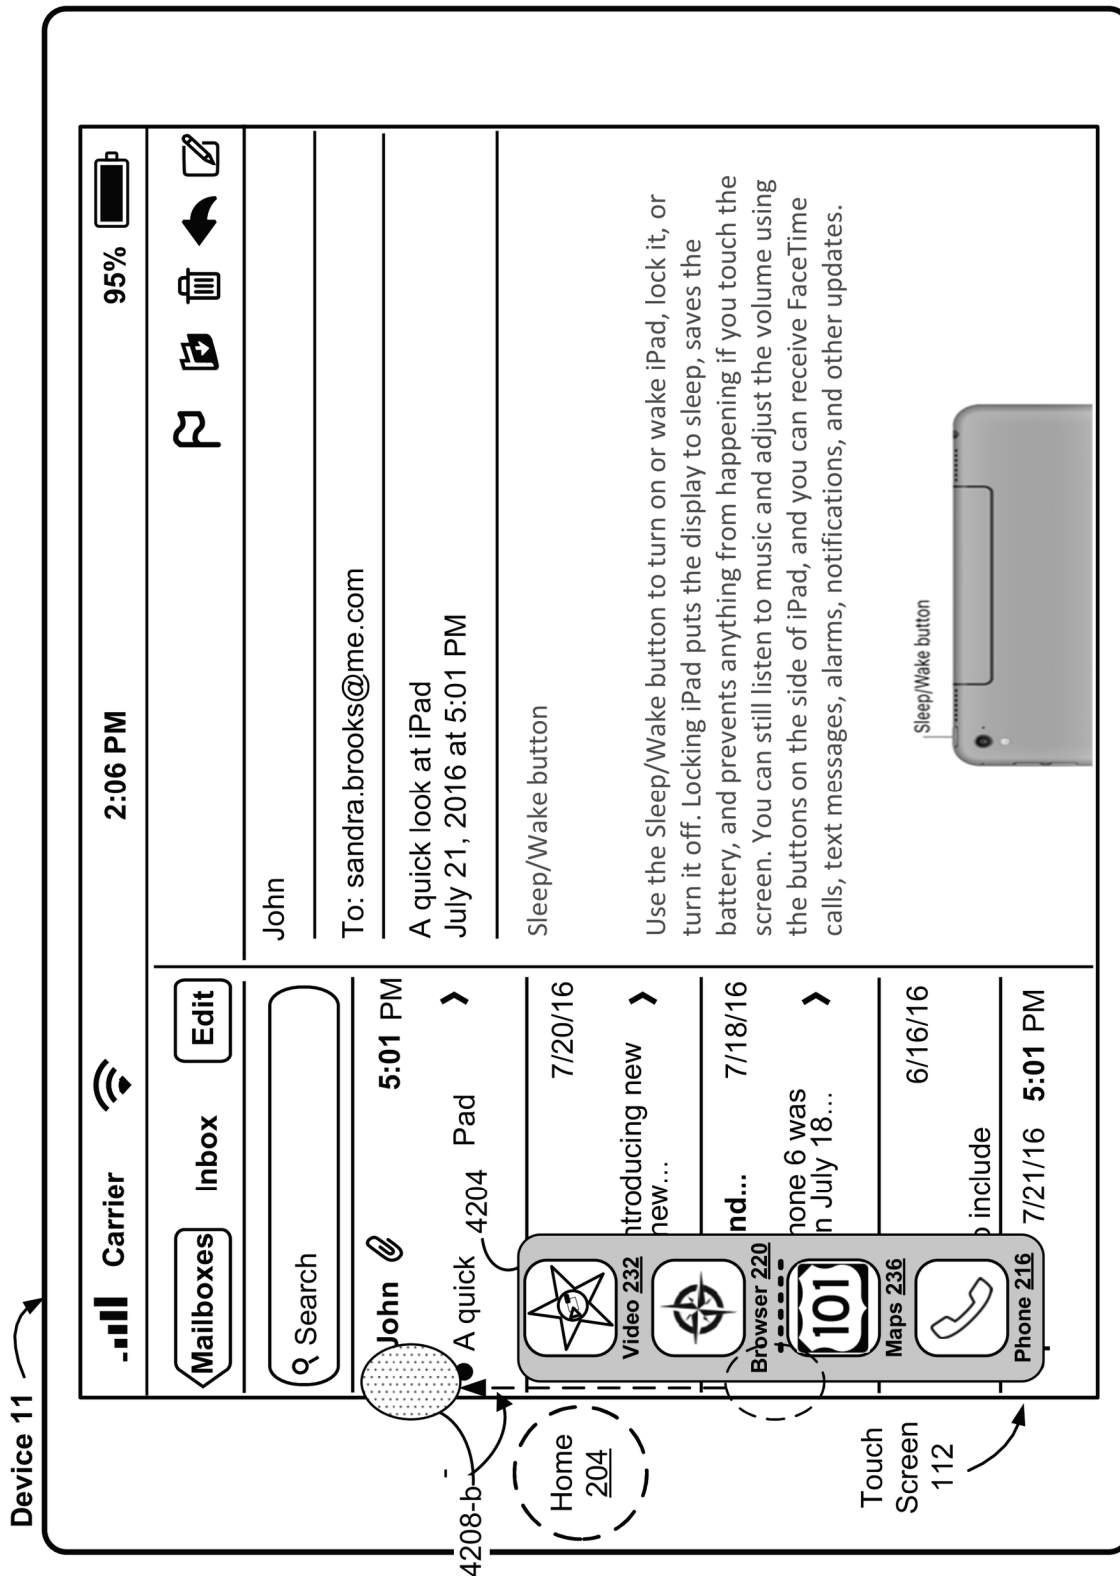 Device 11
Carrier
2:06 PM
95%
Mailboxes
Inbox
Edit
Search
John
5:01 PM
A quick
Pad
4204
7/20/16
ntroducing new
new...
nd...
7/18/16
none 6 was
n July 18...
6/16/16
include
7/21/16 5:01 PM
John
To: sandra.brooks@me.com
A quick look at iPad
July 21, 2016 at 5:01 PM
Sleep/Wake button
Use the Sleep/Wake button to turn on or wake iPad, lock it, or
turn it off. Locking iPad puts the display to sleep, saves the
battery, and prevents anything from happening if you touch the
screen. You can still listen to music and adjust the volume using
the buttons on the side of iPad, and you can receive FaceTime
calls, text messages, alarms, notifications, and other updates.
Sleep/Wake button
Video 232
Browser 220
101
Maps 236
Phone 216
4208-b
Home
204
Touch
Screen
112